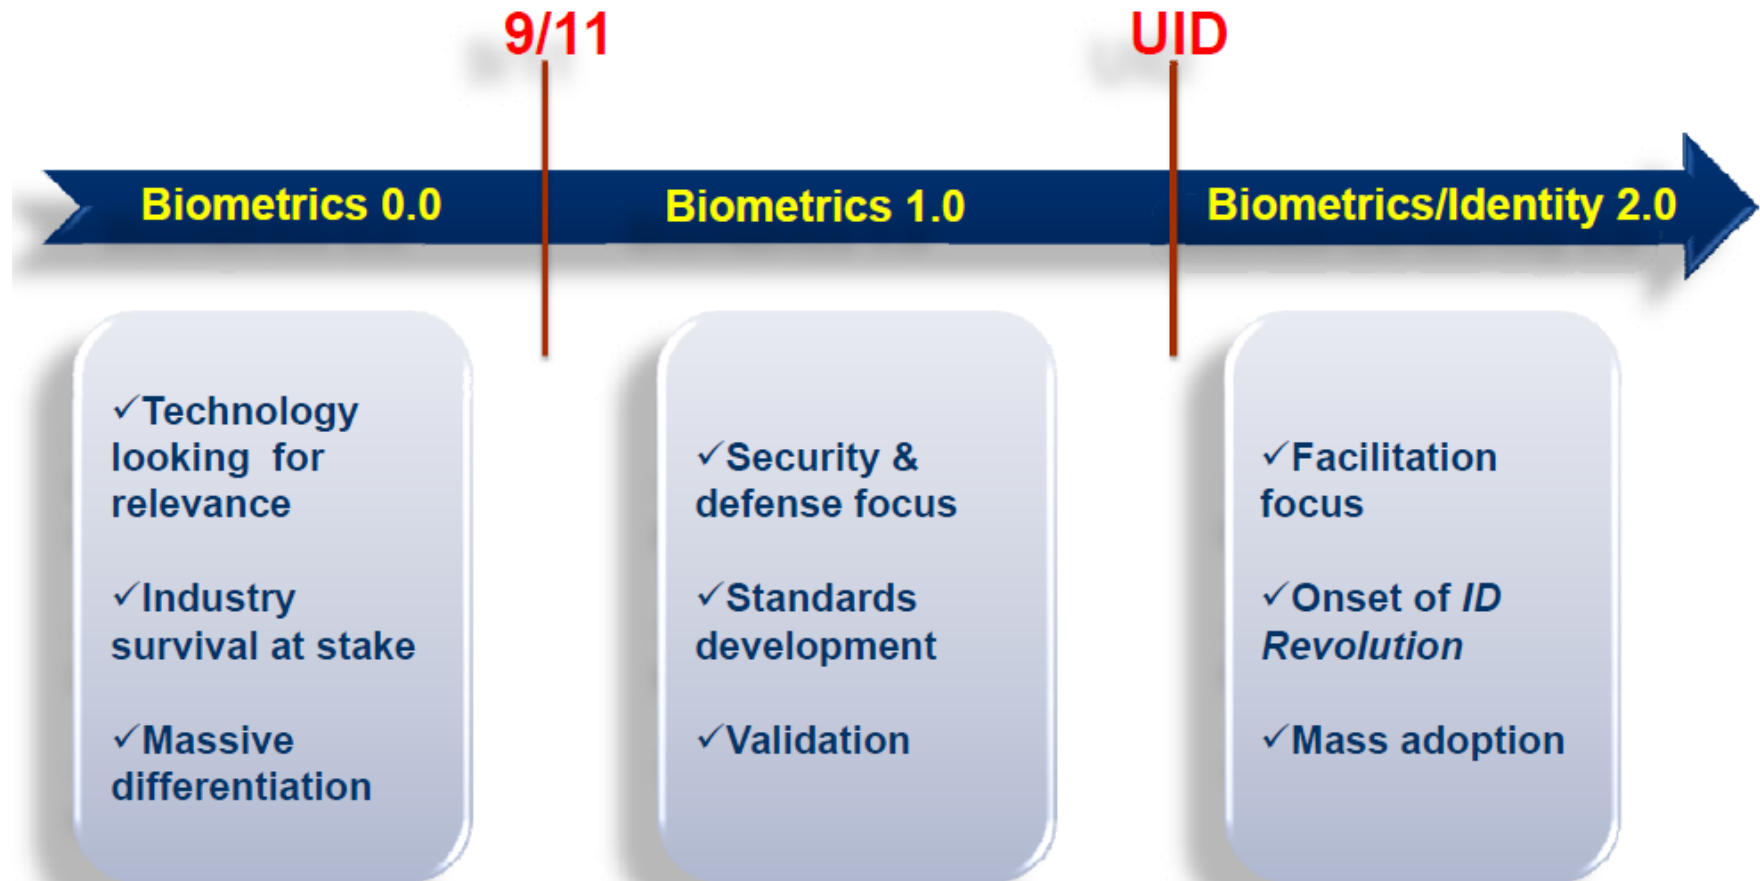 9/11
UID
Biometrics 0.0
Biometrics 1.0
Biometrics/Identity 2.0
✓Technology
looking for
relevance
✓Industry
survival at stake
✓Massive
differentiation
✓Security &
defense focus
✓Standards
development
✓Validation
✓Facilitation
focus
✓Onset of ID
Revolution
✓Mass adoption